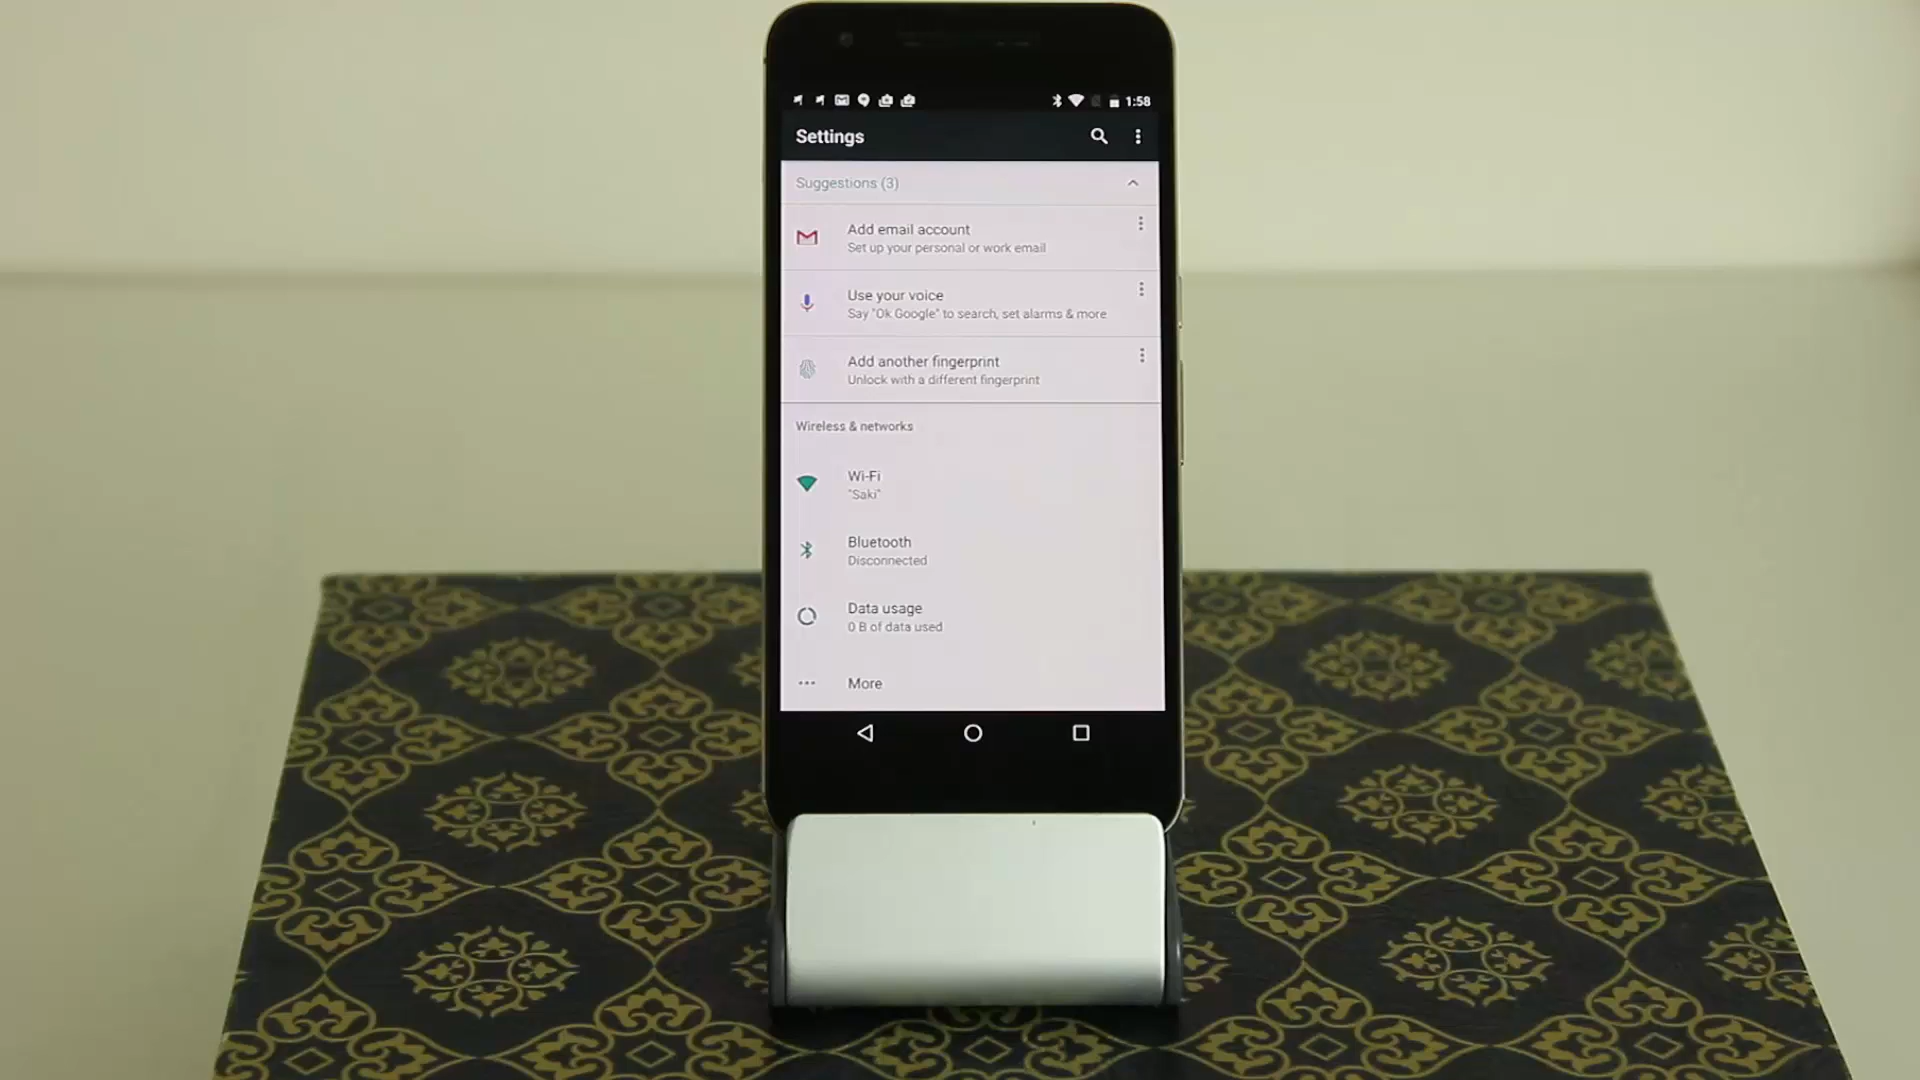 1:58
Settings
Suggestions (3)
Add email account
Set up your personal or work email
Use your voice
Say "Ok Google" to search, set alarms & more
Add another fingerprint
Unlock with a different fingerprint
Wireless & networks
Wi-Fi
"Saki"
Bluetooth
Disconnected
Data usage
0 B of data used
More